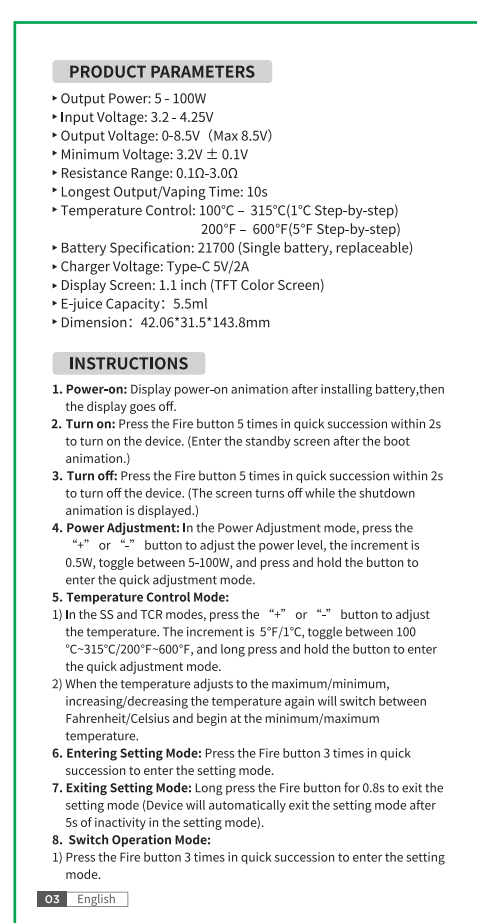 PRODUCT PARAMETERS
‣ Output Power: 5 - 100W
‣ Input Voltage: 3.2 - 4.25V
‣ Output Voltage: 0-8.5V（Max 8.5V）
‣ Minimum Voltage: 3.2V ± 0.1V
‣ Resistance Range: 0.1Ω-3.0Ω
‣ Longest Output/Vaping Time: 10s
‣ Temperature Control: 100°C – 315°C(1°C Step-by-step)
200°F – 600°F(5°F Step-by-step)
‣ Battery Specification: 21700 (Single battery, replaceable)
‣ Charger Voltage: Type-C 5V/2A
‣ Display Screen: 1.1 inch (TFT Color Screen)
‣ E-juice Capacity：5.5ml
‣ Dimension：42.06*31.5*143.8mm
INSTRUCTIONS
1. Power-on: Display power-on animation after installing battery,then
the display goes off.
2. Turn on: Press the Fire button 5 times in quick succession within 2s
to turn on the device. (Enter the standby screen after the boot
animation.)
3. Turn off: Press the Fire button 5 times in quick succession within 2s
to turn off the device. (The screen turns off while the shutdown
animation is displayed.)
4. Power Adjustment: In the Power Adjustment mode, press the
“+” or “-” button to adjust the power level, the increment is
0.5W, toggle between 5-100W, and press and hold the button to
enter the quick adjustment mode.
5. Temperature Control Mode:
1) In the SS and TCR modes, press the “+” or “-” button to adjust
the temperature. The increment is 5°F/1°C, toggle between 100
°C~315°C/200°F~600°F, and long press and hold the button to enter
the quick adjustment mode.
2) When the temperature adjusts to the maximum/minimum,
increasing/decreasing the temperature again will switch between
Fahrenheit/Celsius and begin at the minimum/maximum
temperature.
6. Entering Setting Mode: Press the Fire button 3 times in quick
succession to enter the setting mode.
7. Exiting Setting Mode: Long press the Fire button for 0.8s to exit the
setting mode (Device will automatically exit the setting mode after
5s of inactivity in the setting mode).
8. Switch Operation Mode:
1) Press the Fire button 3 times in quick succession to enter the setting
mode.
03 English